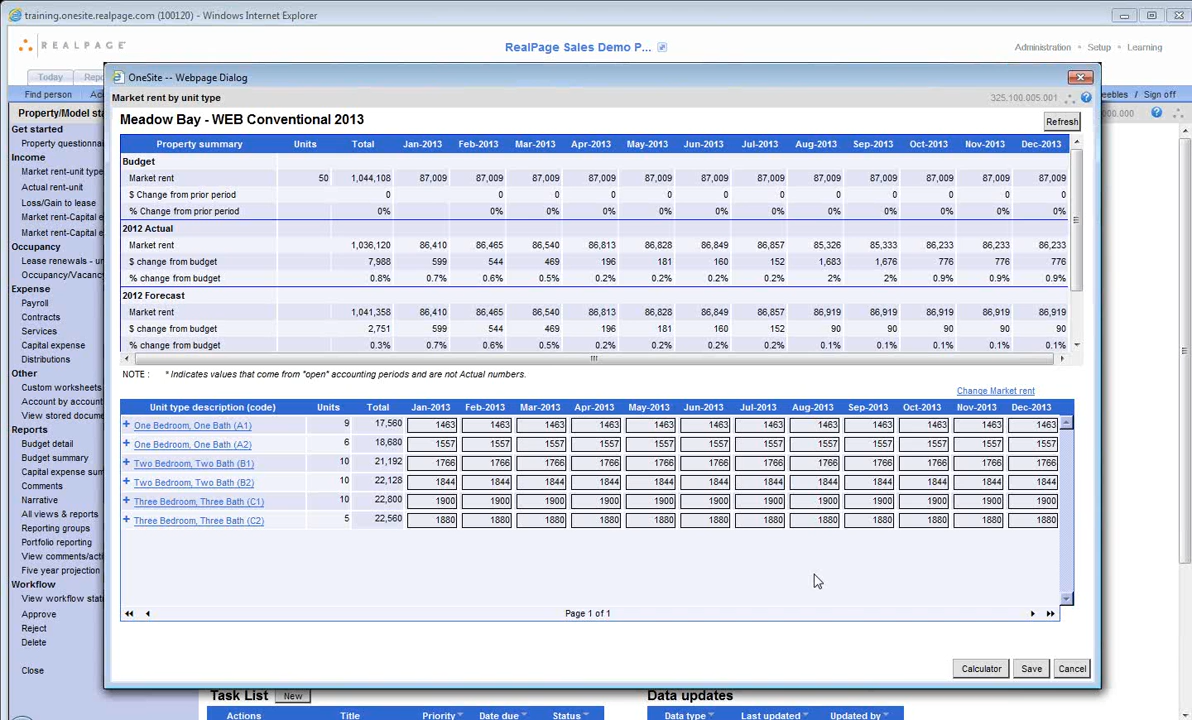 training.onesite.realpage.com (100120) - Windows Internet Explorer
REALPAGE
RealPage Sales Demo P...
Administration Setup Learning
Today
Find person
/ Sign off
Property/Model
Get started
Property questionna
Income
Market rent-unit type
Actual rent-unit
Loss/Gain to lease
Market rent-Capital e
Market rent-Capital e
Occupancy
Lease renewals - u
Occupancy/Vacanc
Expense
Payroll
Contracts
Services
Capital expense
Distributions
Other
Custom worksheets
Account by accoun
View stored docume
Reports
Budget detail
Budget summary
Capital expense sum
Comments
Narrative
All views & reports
Reporting groups
Portfolio reporting
View comments/acti
Five year projection
Workflow
View workflow stat
Approve
Reject
Delete
Close
OneSite -- Webpage Dialog
Market rent by unit type 325.100.005.001
Meadow Bay - WEB Conventional 2013
Refresh
Property summary Units Total Jan-2013 Feb-2013 Mar-2013 Apr-2013 May-2013 Jun-2013 Jul-2013 Aug-2013 Sep-2013 Oct-2013 Nov-2013 Dec-2013
Budget
Market rent 50 1,044,108 87,009 87,009 87,009 87,009 87,009 87,009 87,009 87,009 87,009 87,009 87,009 87,009
$ Change from prior period 0 0 0 0 0 0 0 0 0 0 0 0
% Change from prior period 0% 0% 0% 0% 0% 0% 0% 0% 0% 0% 0% 0%
2012 Actual
Market rent 1,036,120 86,410 86,465 86,540 86,813 86,828 86,849 86,857 85,326 85,333 86,233 86,233 86,233
$ change from budget 7,988 599 544 469 196 181 160 152 1,683 1,676 776 776 776
% change from budget 0.8% 0.7% 0.6% 0.5% 0.2% 0.2% 0.2% 0.2% 2% 2% 0.9% 0.9% 0.9%
2012 Forecast
Market rent 1,041,358 86,410 86,465 86,540 86,813 86,828 86,849 86,857 86,919 86,919 86,919 86,919 86,919
$ change from budget 2,751 599 544 469 196 181 160 152 90 90 90 90 90
% change from budget 0.3% 0.7% 0.6% 0.5% 0.2% 0.2% 0.2% 0.2% 0.1% 0.1% 0.1% 0.1% 0.1%
NOTE : * Indicates values that come from "open" accounting periods and are not Actual numbers.
Change Market rent
Unit type description (code) Units Total Jan-2013 Feb-2013 Mar-2013 Apr-2013 May-2013 Jun-2013 Jul-2013 Aug-2013 Sep-2013 Oct-2013 Nov-2013 Dec-2013
+ One Bedroom, One Bath (A1) 9 17,560 1463 1463 1463 1463 1463 1463 1463 1463 1463 1463 1463 1463
+ One Bedroom, One Bath (A2) 6 18,680 1557 1557 1557 1557 1557 1557 1557 1557 1557 1557 1557 1557
+ Two Bedroom, Two Bath (B1) 10 21,192 1766 1766 1766 1766 1766 1766 1766 1766 1766 1766 1766 1766
+ Two Bedroom, Two Bath (B2) 10 22,128 1844 1844 1844 1844 1844 1844 1844 1844 1844 1844 1844 1844
+ Three Bedroom, Three Bath (C1) 10 22,800 1900 1900 1900 1900 1900 1900 1900 1900 1900 1900 1900 1900
+ Three Bedroom, Three Bath (C2) 5 22,560 1880 1880 1880 1880 1880 1880 1880 1880 1880 1880 1880 1880
Page 1 of 1
Calculator Save Cancel
Task List New
Actions Title Priority Date due Status
Data updates
Data type Last updated Updated by